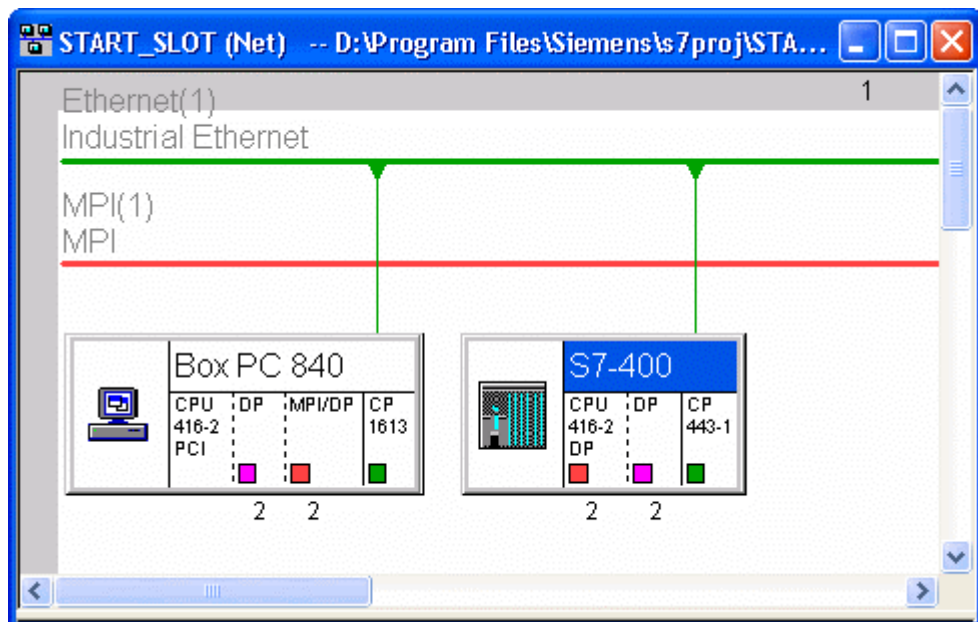 START_SLOT (Net) -- D:\Program Files\Siemens\s7proj\STA...
1
Ethernet(1)
Industrial Ethernet
MPI(1)
MPI
Box PC 840
CPU 416-2 PCI
DP
MPI/DP
CP 1613
2 2
S7-400
CPU 416-2 DP
DP
CP 443-1
2 2